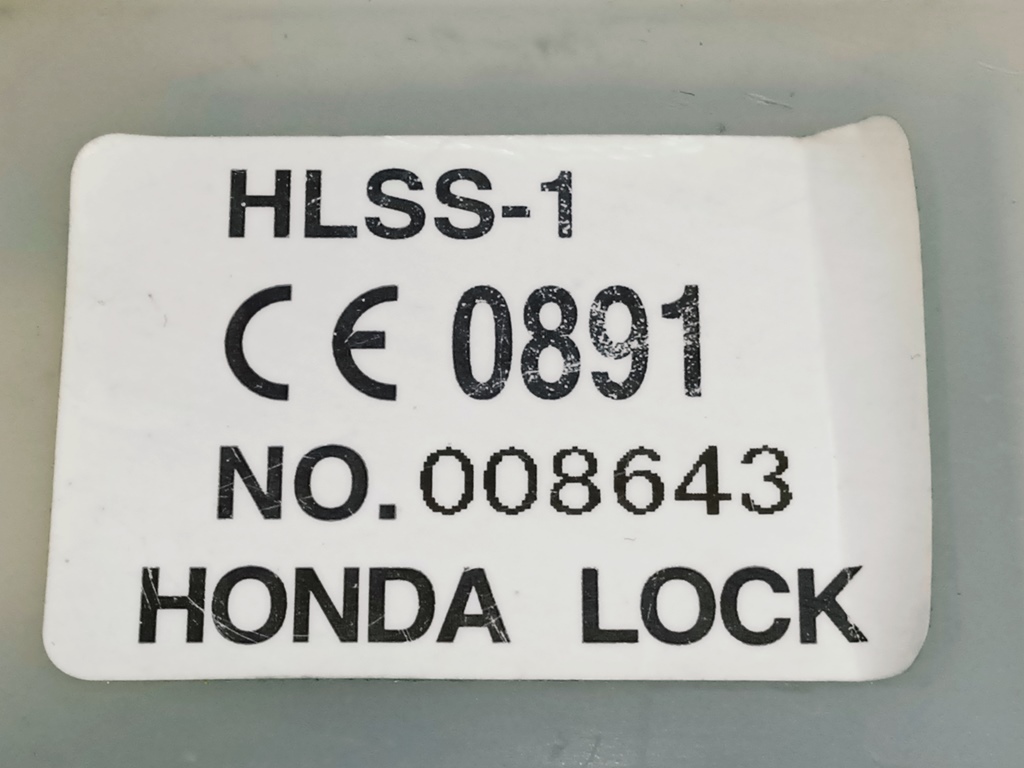 HLSS-1
CE 0891
NO. 008643
HONDA LOCK